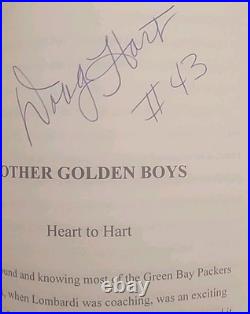 Doug Hart
#43
OTHER GOLDEN BOYS
Heart to Hart
und and knowing most of the Green Bay Packers
, when Lombardi was coaching, was an exciting